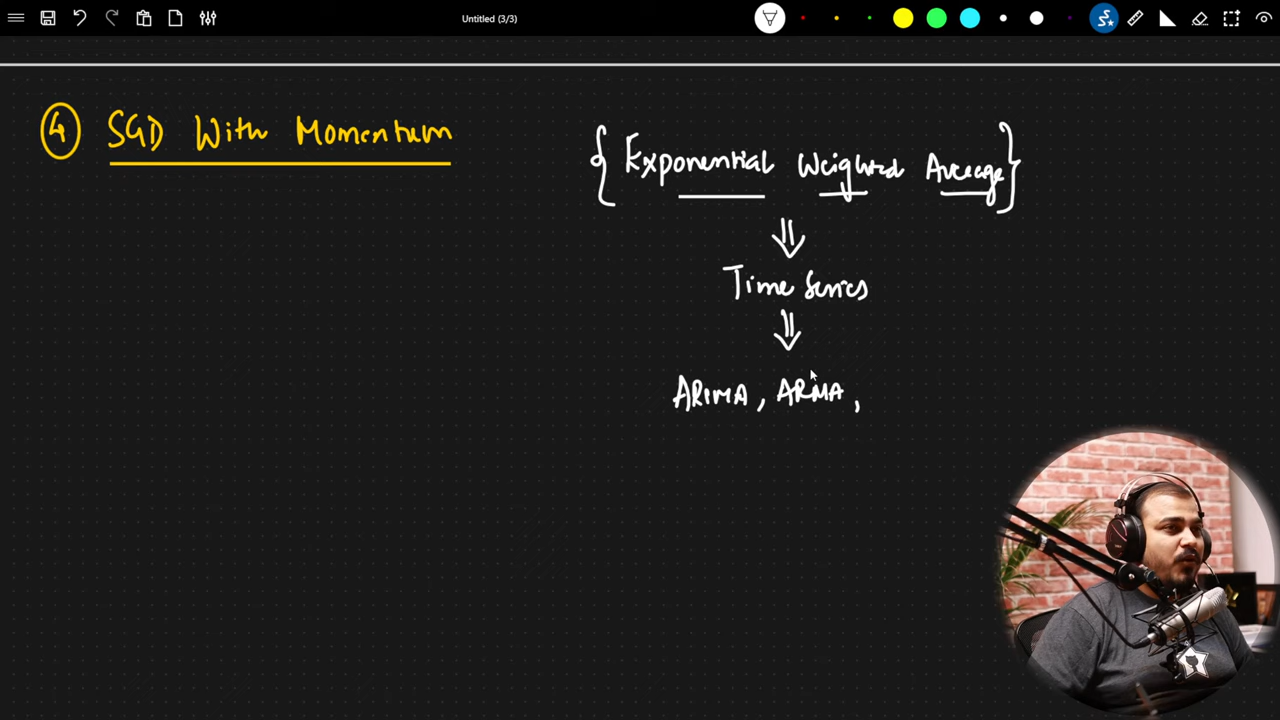 Untitled (3/3)
4 SGD With Momentum
{Exponential Weighted Average}
⇓
Time Series
⇓
ARIMA, ARMA,